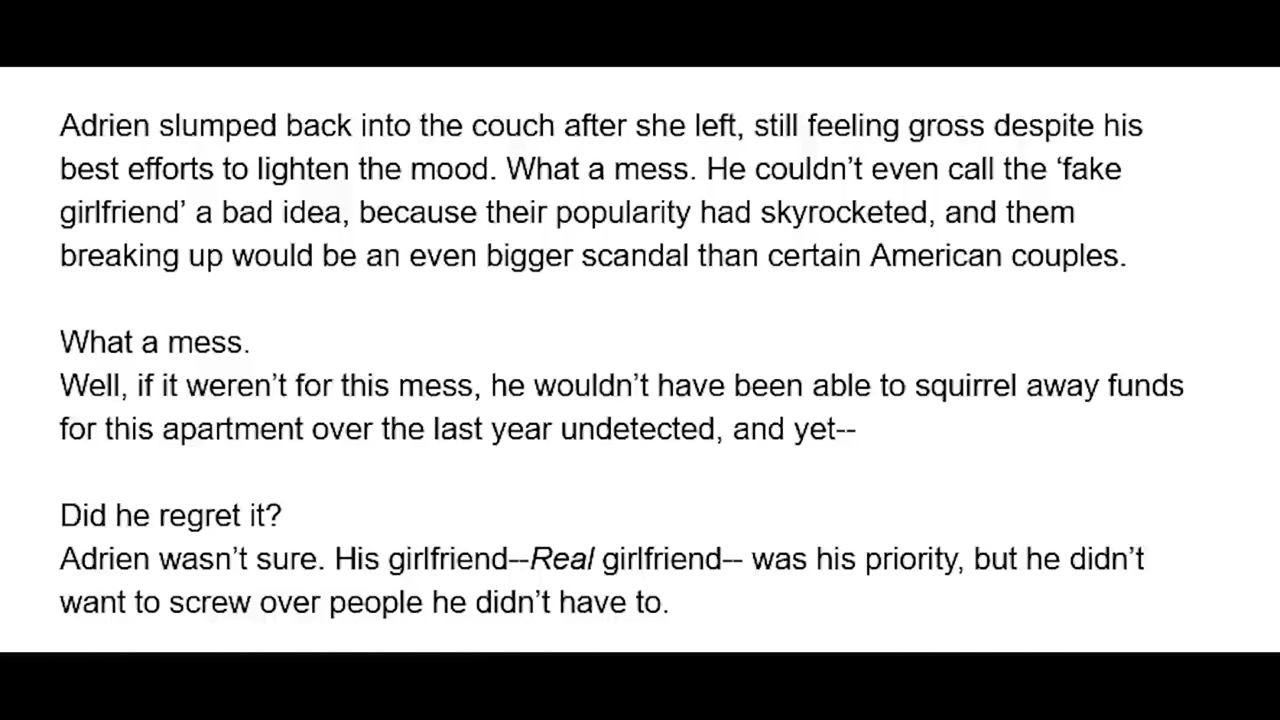 Adrien slumped back into the couch after she left, still feeling gross despite his
best efforts to lighten the mood. What a mess. He couldn’t even call the ‘fake
girlfriend’ a bad idea, because their popularity had skyrocketed, and them
breaking up would be an even bigger scandal than certain American couples.
What a mess.
Well, if it weren’t for this mess, he wouldn’t have been able to squirrel away funds
for this apartment over the last year undetected, and yet--
Did he regret it?
Adrien wasn’t sure. His girlfriend--Real girlfriend-- was his priority, but he didn’t
want to screw over people he didn’t have to.